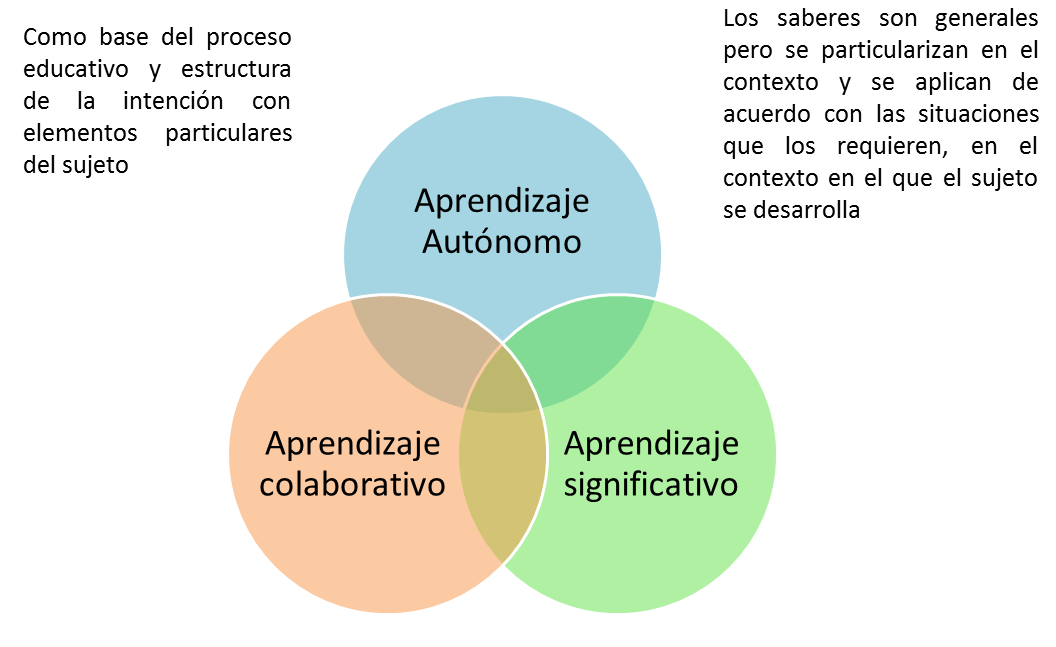 Como base del proceso
educativo y estructura
de la intención con
elementos particulares
del sujeto
Los saberes son generales
pero se particularizan en el
contexto y se aplican de
acuerdo con las situaciones
que los requieren, en el
contexto en el que el sujeto
se desarrolla
Aprendizaje
Autónomo
Aprendizaje
colaborativo
Aprendizaje
significativo